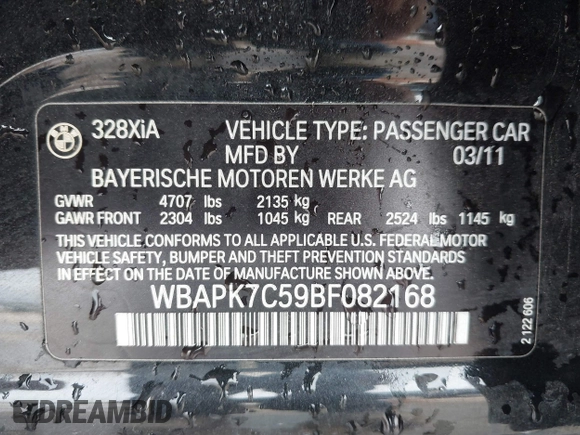 328XiA VEHICLE TYPE: PASSENGER CAR
MFD BY 03/11
BAYERISCHE MOTOREN WERKE AG
GVWR 4707 lbs 2135 kg
GAWR FRONT 2304 lbs 1045 kg REAR 2524 lbs 1145 kg
THIS VEHICLE CONFORMS TO ALL APPLICABLE U.S. FEDERAL MOTOR
VEHICLE SAFETY, BUMPER AND THEFT PREVENTION STANDARDS
IN EFFECT ON THE DATE OF MANUFACTURE SHOWN ABOVE.
WBAPK7C59BF082168
2 122 606
DREAMBID